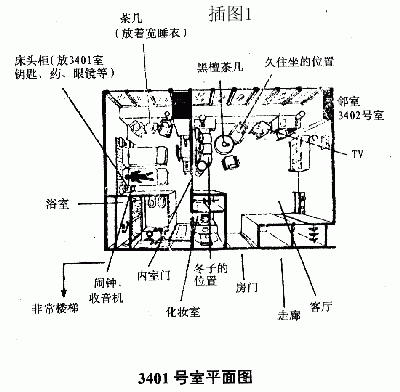 插图1
茶几
（放着宽睡衣）
床头柜（放3401室
钥匙、药、眼镜等）
黑檀茶几
久住坐的位置
邻室
3402号室
TV
浴室
闹钟、
收音机
内室门
冬子的
位置
化妆室
房门
走廊
客厅
非常楼梯
3401号室平面图